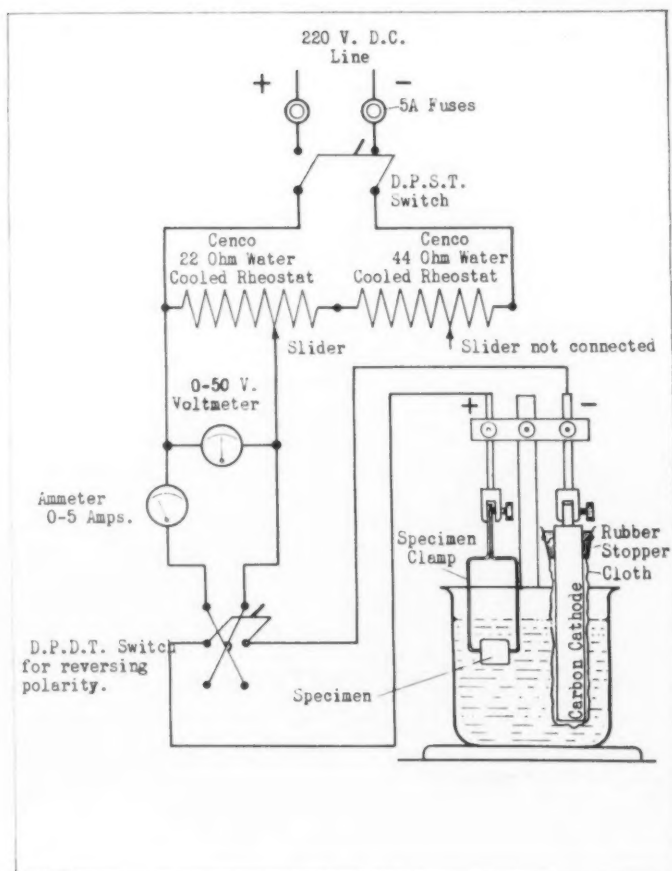 220 V. D.C.
Line
+
-
5A Fuses
D.P.S.T.
Switch
Cenco
22 Ohm Water
Cooled Rheostat
Cenco
44 Ohm Water
Cooled Rheostat
Slider
Slider not connected
0-50 V.
Voltmeter
+
-
Ammeter
0-5 Amps.
Specimen
Clamp
Rubber
Stopper
Cloth
Carbon Cathode
D.P.D.T. Switch
for reversing
polarity.
Specimen